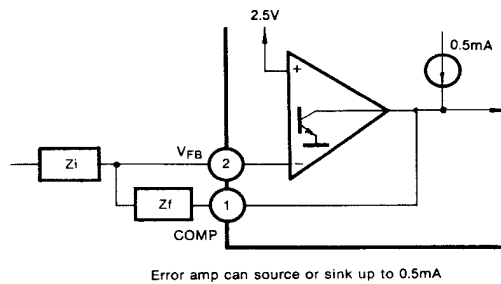 2.5V
0.5mA
+
Zi
VFB
2
−
Zf
1
COMP
Error amp can source or sink up to 0.5mA